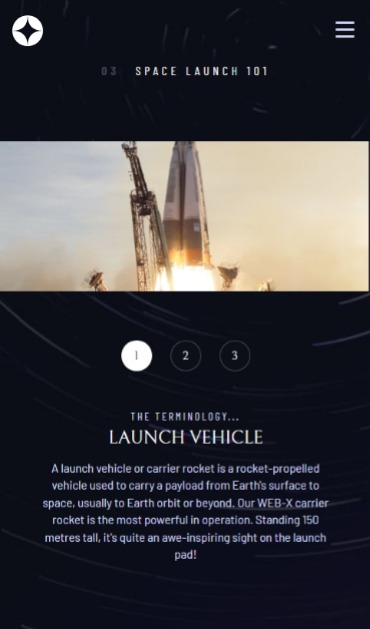 03 SPACE LAUNCH 101
1 2 3
THE TERMINOLOGY...
LAUNCH VEHICLE
A launch vehicle or carrier rocket is a rocket-propelled
vehicle used to carry a payload from Earth's surface to
space, usually to Earth orbit or beyond. Our WEB-X carrier
rocket is the most powerful in operation. Standing 150
metres tall, it's quite an awe-inspiring sight on the launch
pad!